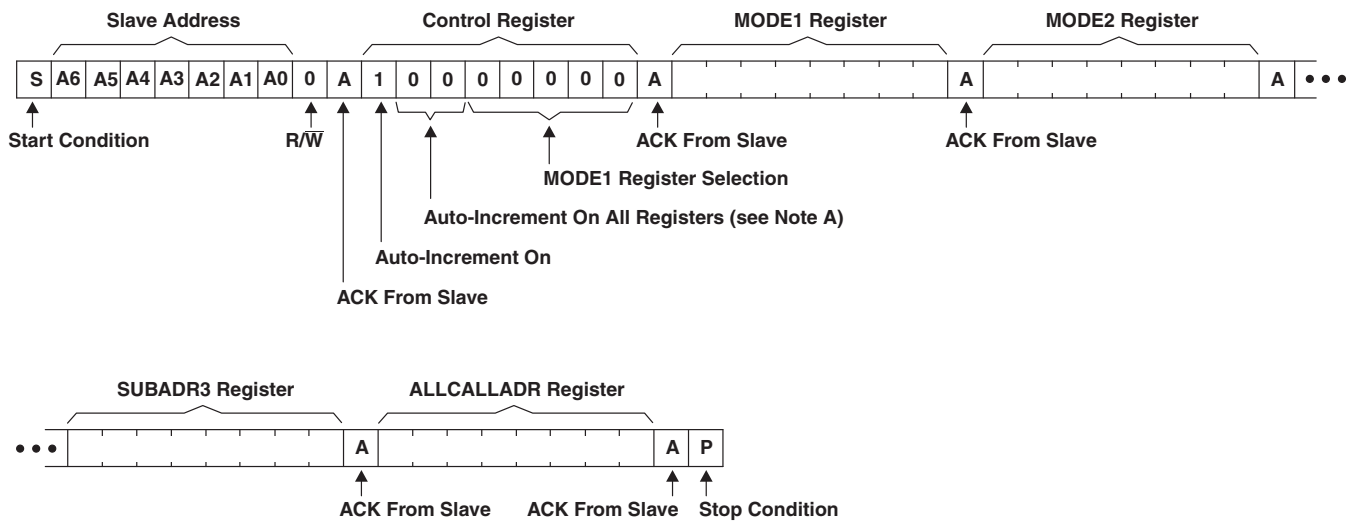 Slave Address Control Register MODE1 Register MODE2 Register
S A6 A5 A4 A3 A2 A1 A0 0 A 1 0 0 0 0 0 0 0 A A A •••
Start Condition R/W̅ ACK From Slave ACK From Slave
MODE1 Register Selection
Auto-Increment On All Registers (see Note A)
Auto-Increment On
ACK From Slave
SUBADR3 Register ALLCALLADR Register
••• A A P
ACK From Slave ACK From Slave Stop Condition